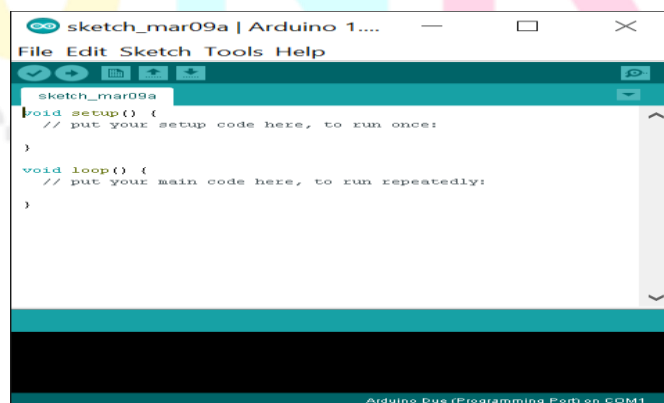 sketch_mar09a | Arduino 1....
File Edit Sketch Tools Help
sketch_mar09a
void setup() {
// put your setup code here, to run once:
}
void loop() {
// put your main code here, to run repeatedly:
}
Arduino Due (Programming Port) on COM1